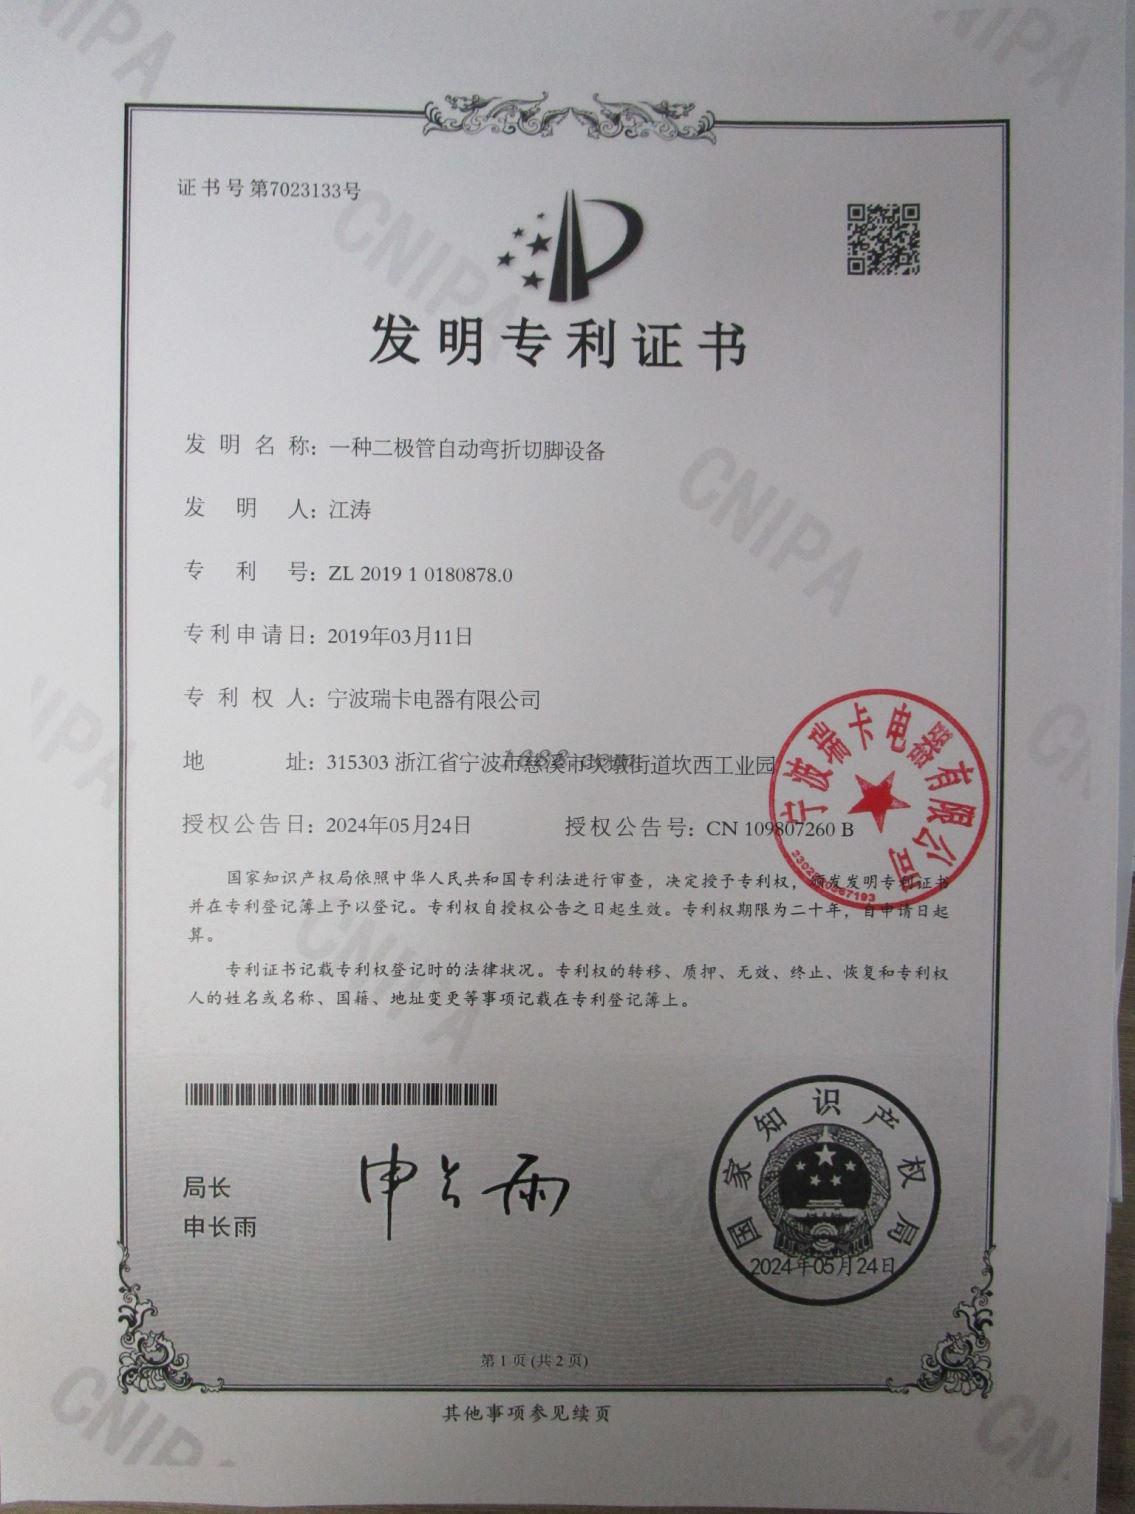 证书号第7023133号
发明专利证书
发明名称：一种二极管自动弯折切脚设备
发明人：江涛
专利号：ZL 2019 1 0180878.0
专利申请日：2019年03月11日
专利权人：宁波瑞卡电器有限公司
地址：315303 浙江省宁波市慈溪市坎墩街道坎西工业园
授权公告日：2024年05月24日 授权公告号：CN 109807260 B
宁波瑞卡电器有限公司
国家知识产权局依照中华人民共和国专利法进行审查，决定授予专利权，颁发发明专利证书
并在专利登记簿上予以登记。专利权自授权公告之日起生效。专利权期限为二十年，自申请日起
算。
专利证书记载专利权登记时的法律状况。专利权的转移、质押、无效、终止、恢复和专利权
人的姓名或名称、国籍、地址变更等事项记载在专利登记簿上。
局长
申长雨
申长雨
国家知识产权局
2024年05月24日
第1页(共2页)
其他事项参见续页
CNIPA
CNIPA
CNIPA
CNIPA